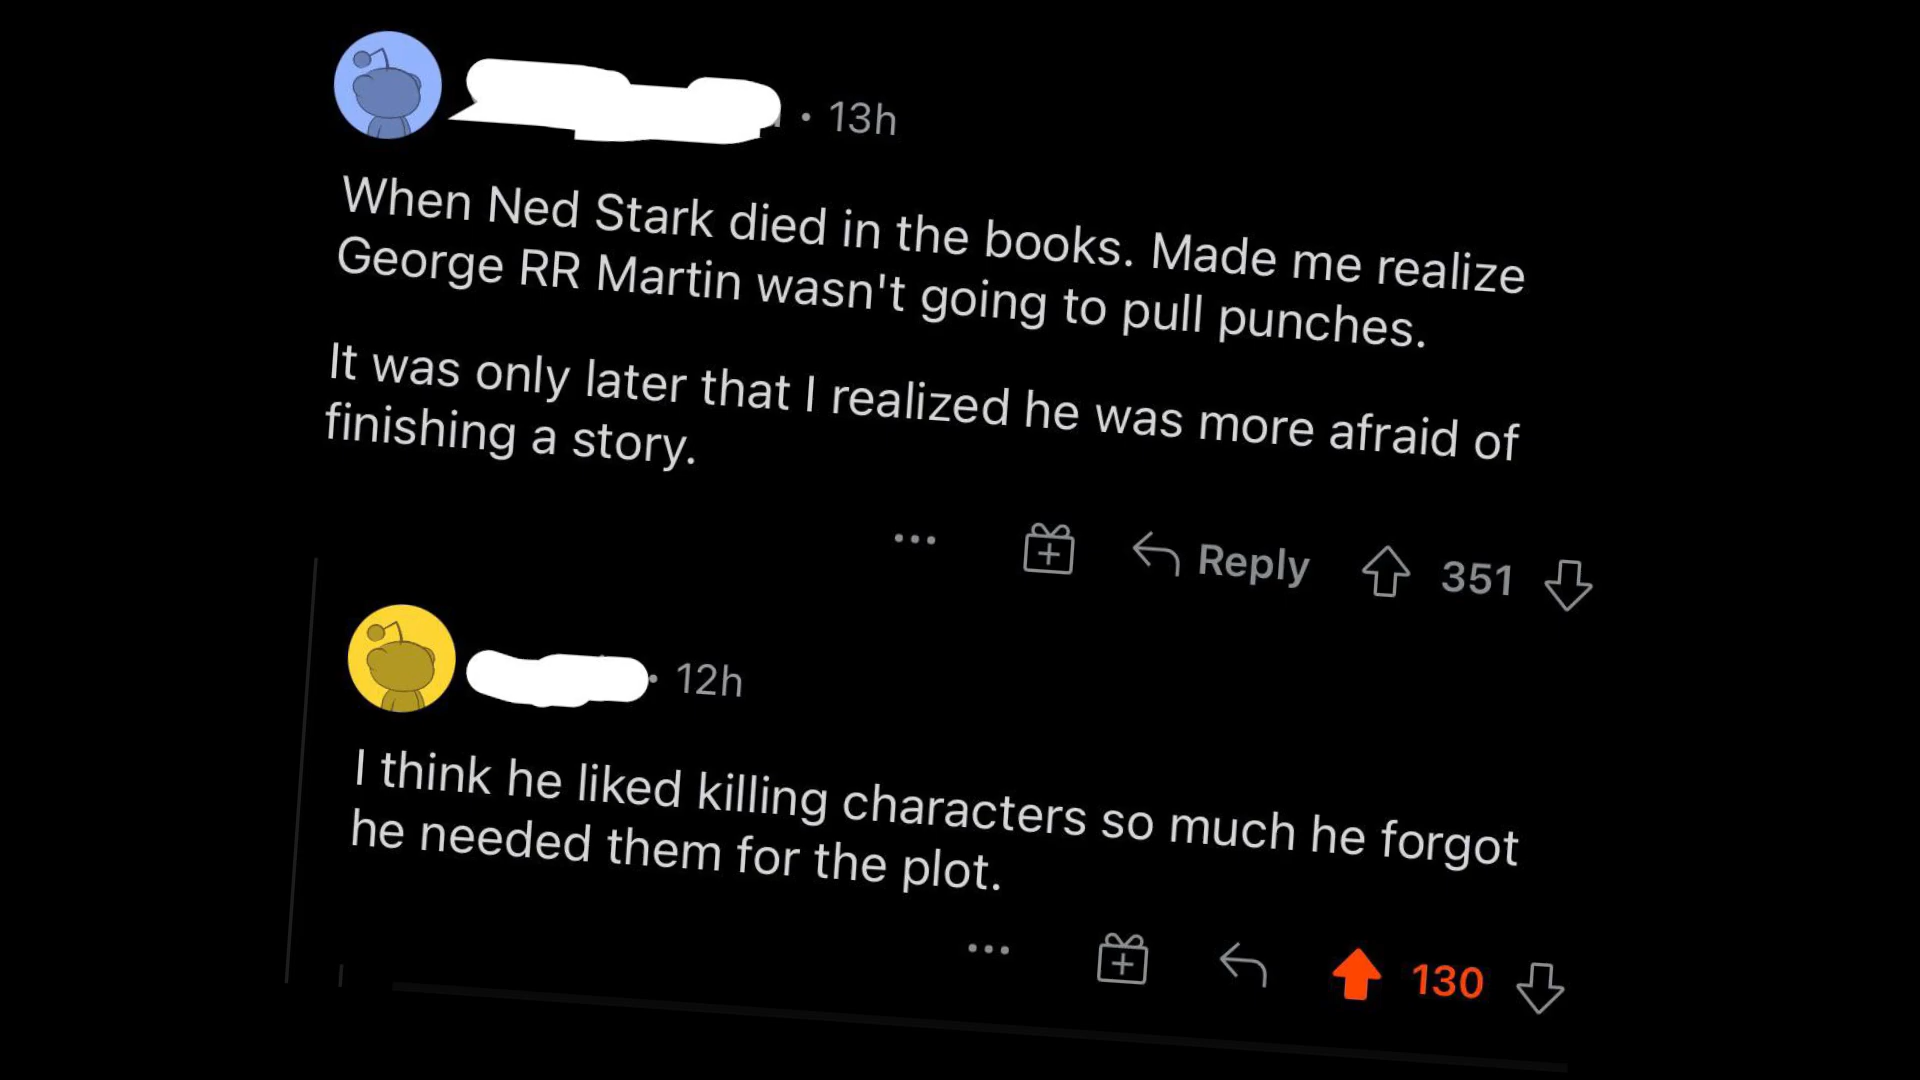 • 13h
When Ned Stark died in the books. Made me realize
George RR Martin wasn't going to pull punches.
It was only later that I realized he was more afraid of
finishing a story.
... Reply 351
• 12h
I think he liked killing characters so much he forgot
he needed them for the plot.
... 130